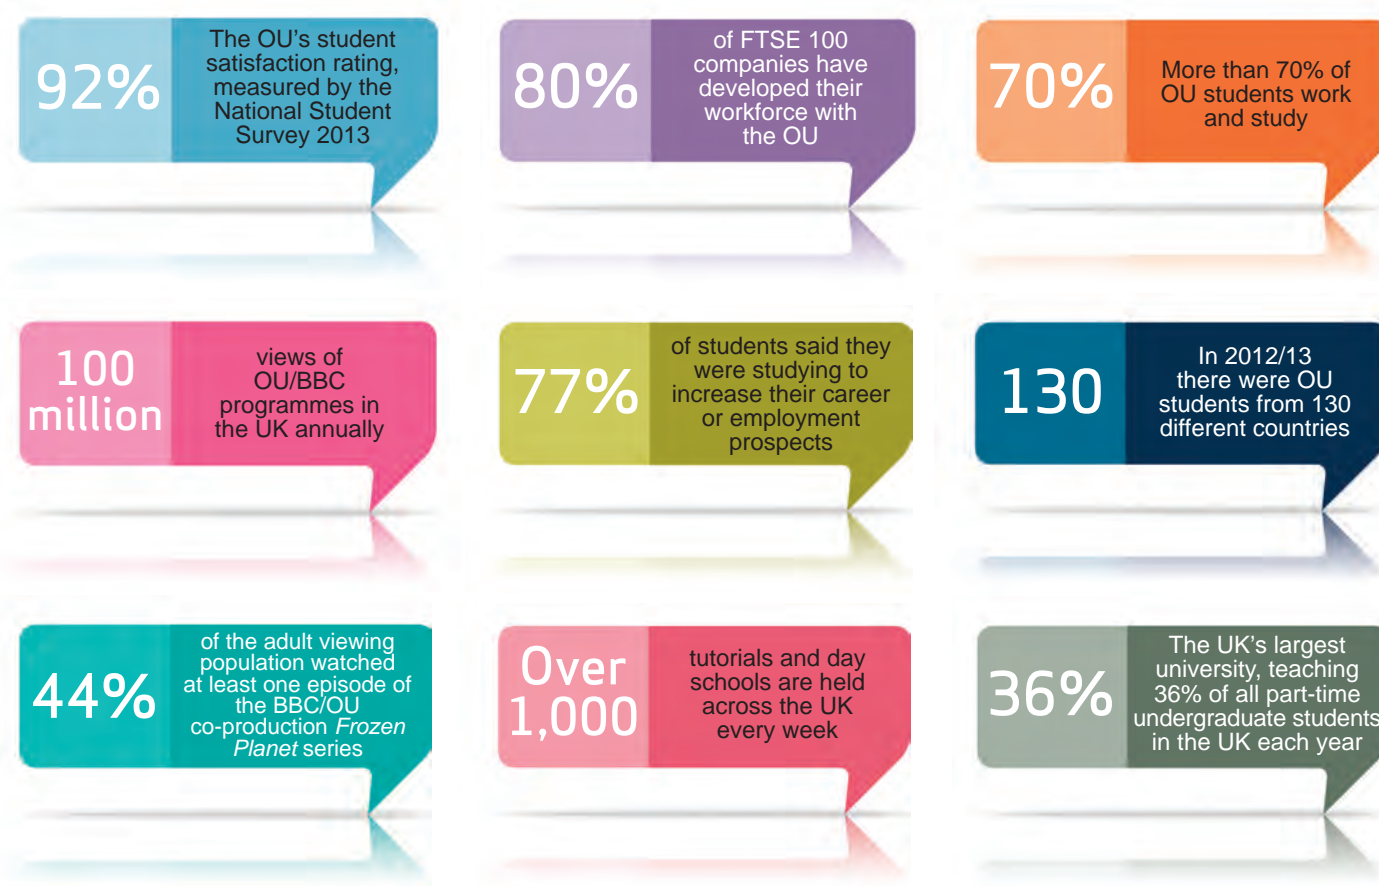 92%
The OU's student
satisfaction rating,
measured by the
National Student
Survey 2013
80%
of FTSE 100
companies have
developed their
workforce with
the OU
70%
More than 70% of
OU students work
and study
100
million
views of
OU/BBC
programmes in
the UK annually
77%
of students said they
were studying to
increase their career
or employment
prospects
130
In 2012/13
there were OU
students from 130
different countries
44%
of the adult viewing
population watched
at least one episode of
the BBC/OU
co-production Frozen
Planet series
Over
1,000
tutorials and day
schools are held
across the UK
every week
36%
The UK's largest
university, teaching
36% of all part-time
undergraduate students
in the UK each year